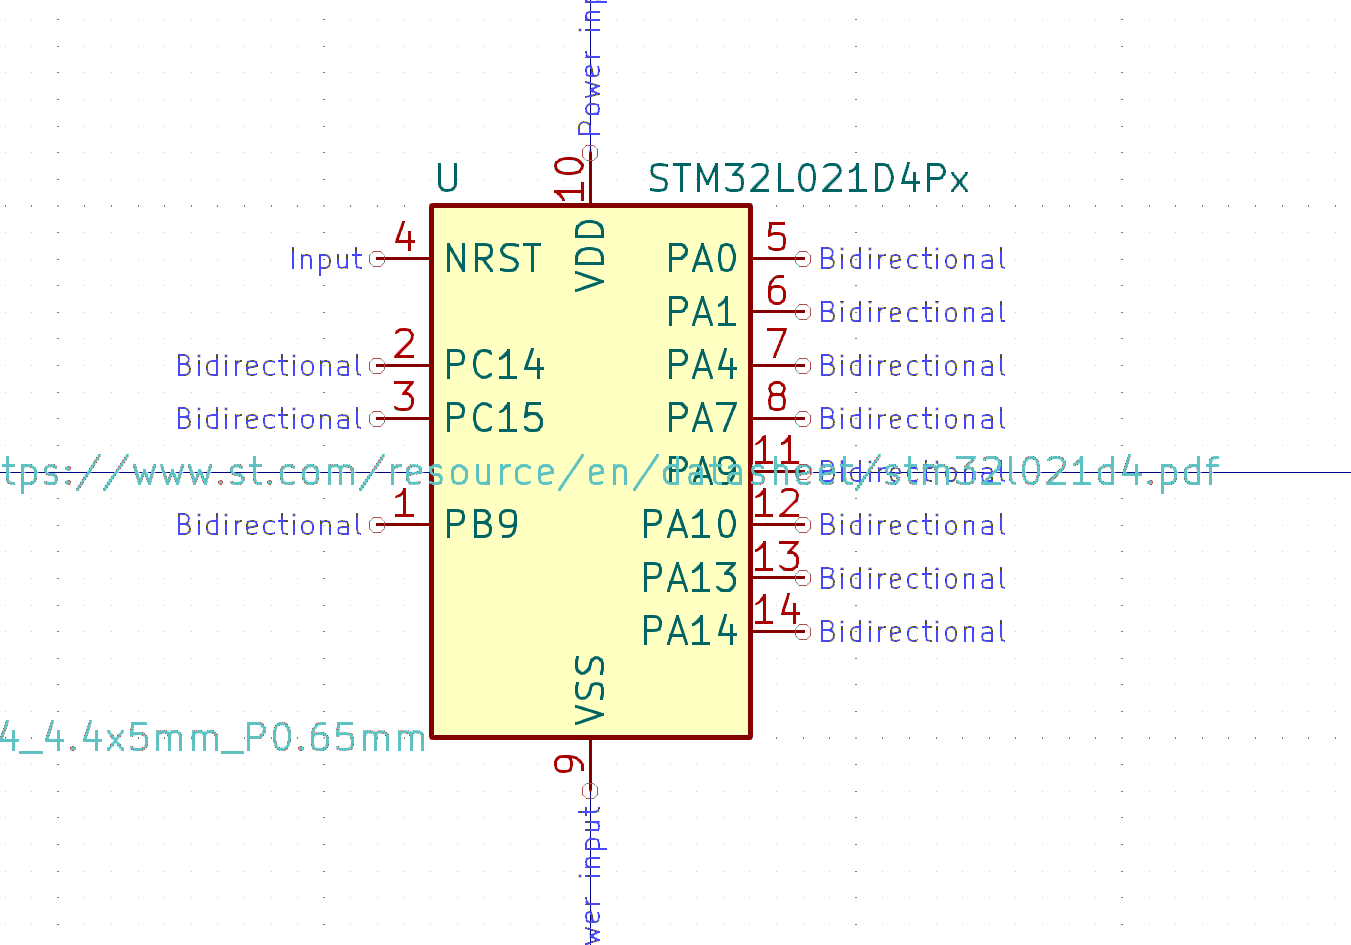 Power inp
10
U STM32L021D4Px
4 5
Input NRST VDD PA0 Bidirectional
6
PA1 Bidirectional
2 7
Bidirectional PC14 PA4 Bidirectional
3 8
Bidirectional PC15 PA7 Bidirectional
11
PA9 Bidirectional
tps://www.st.com/resource/en/datasheet/stm32l021d4.pdf
1 12
Bidirectional PB9 PA10 Bidirectional
13
PA13 Bidirectional
14
PA14 Bidirectional
VSS
4_4.4x5mm_P0.65mm
9
wer input